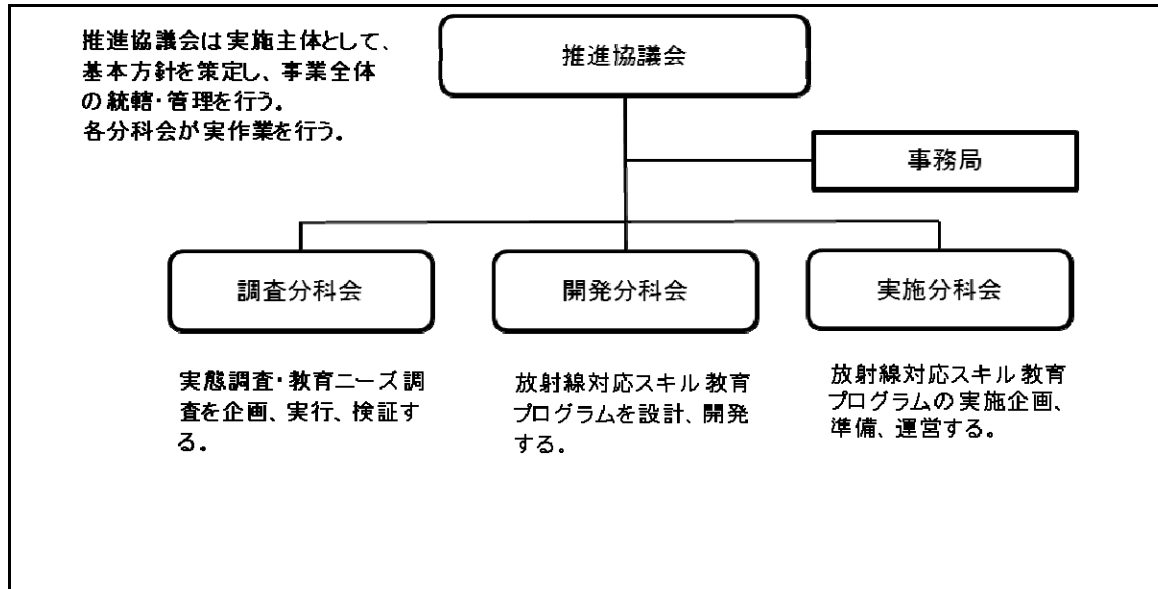 推進協議会は実施主体として、
基本方針を策定し、事業全体
の統轄・管理を行う。
各分科会が実作業を行う。
推進協議会
事務局
調査分科会
開発分科会
実施分科会
実態調査・教育ニーズ調
査を企画、実行、検証す
る。
放射線対応スキル教育
プログラムを設計、開発
する。
放射線対応スキル教育
プログラムの実施企画、
準備、運営する。